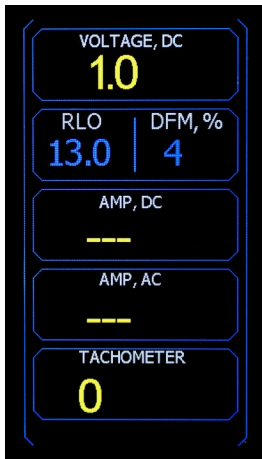 VOLTAGE, DC
1.0
RLO DFM, %
13.0 4
AMP, DC
---
AMP, AC
---
TACHOMETER
0